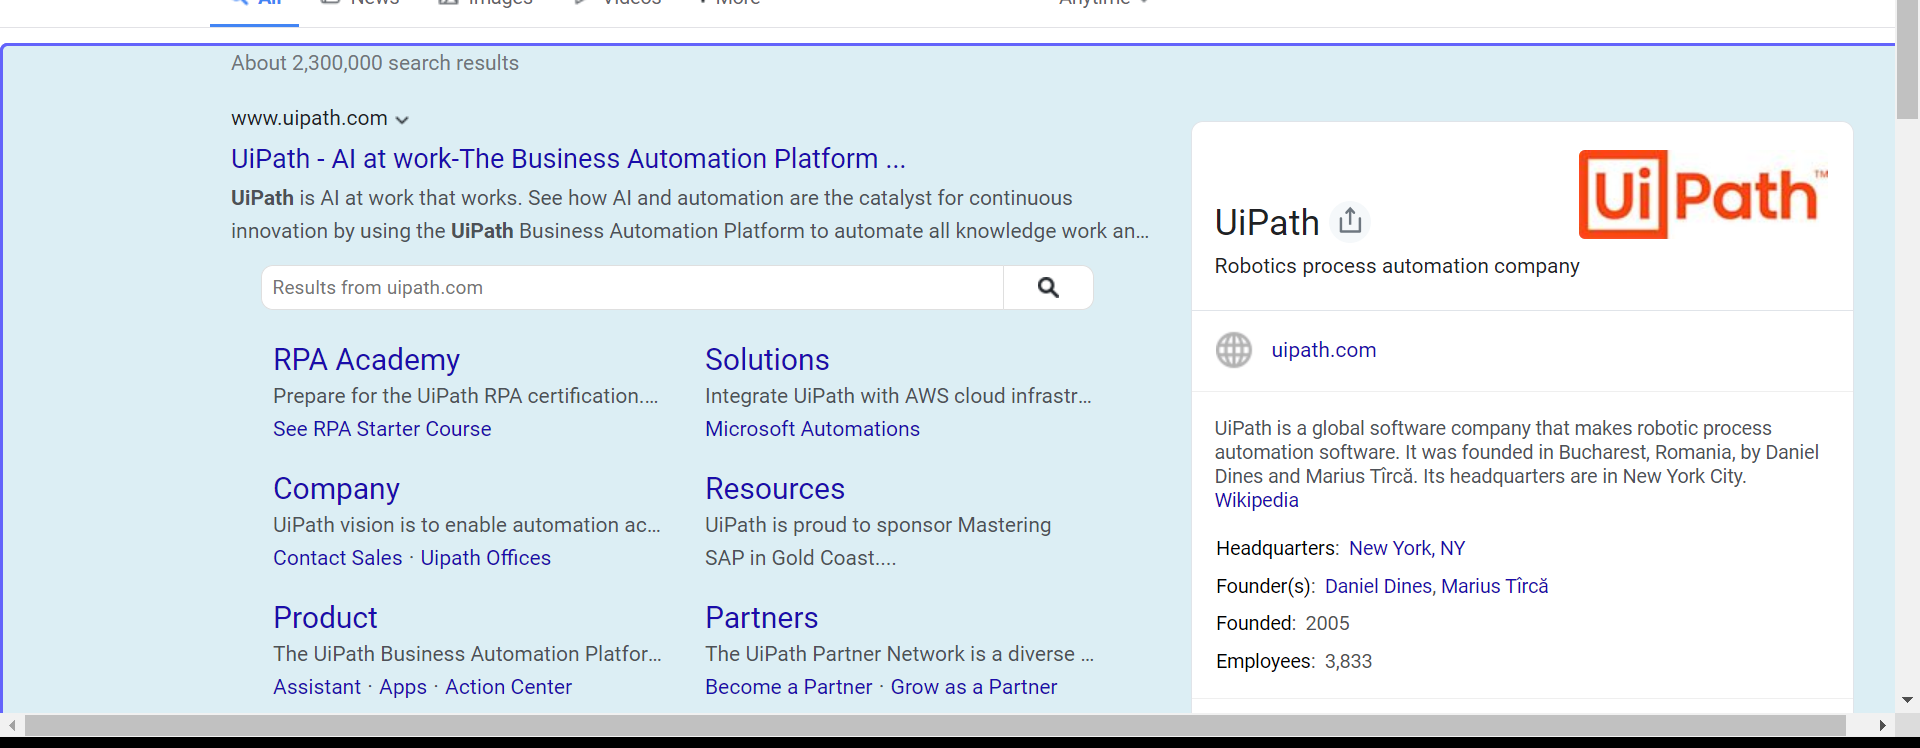 All News Images Videos More Anytime
About 2,300,000 search results
www.uipath.com
UiPath - AI at work-The Business Automation Platform ...
UiPath is AI at work that works. See how AI and automation are the catalyst for continuous
innovation by using the UiPath Business Automation Platform to automate all knowledge work an...
Results from uipath.com
RPA Academy
Prepare for the UiPath RPA certification....
See RPA Starter Course
Solutions
Integrate UiPath with AWS cloud infrastr...
Microsoft Automations
Company
UiPath vision is to enable automation ac...
Contact Sales · Uipath Offices
Resources
UiPath is proud to sponsor Mastering
SAP in Gold Coast....
Product
The UiPath Business Automation Platfor...
Assistant · Apps · Action Center
Partners
The UiPath Partner Network is a diverse ...
Become a Partner · Grow as a Partner
UiPath™
UiPath
Robotics process automation company
uipath.com
UiPath is a global software company that makes robotic process
automation software. It was founded in Bucharest, Romania, by Daniel
Dines and Marius Tîrcă. Its headquarters are in New York City.
Wikipedia
Headquarters: New York, NY
Founder(s): Daniel Dines, Marius Tîrcă
Founded: 2005
Employees: 3,833